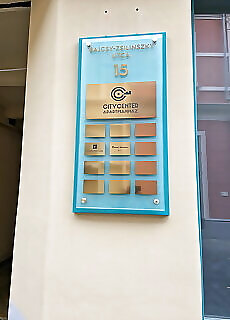 BAJCSY-ZSILINSZKY
UTCA
15
CITYCENTER
APARTMANHÁZ